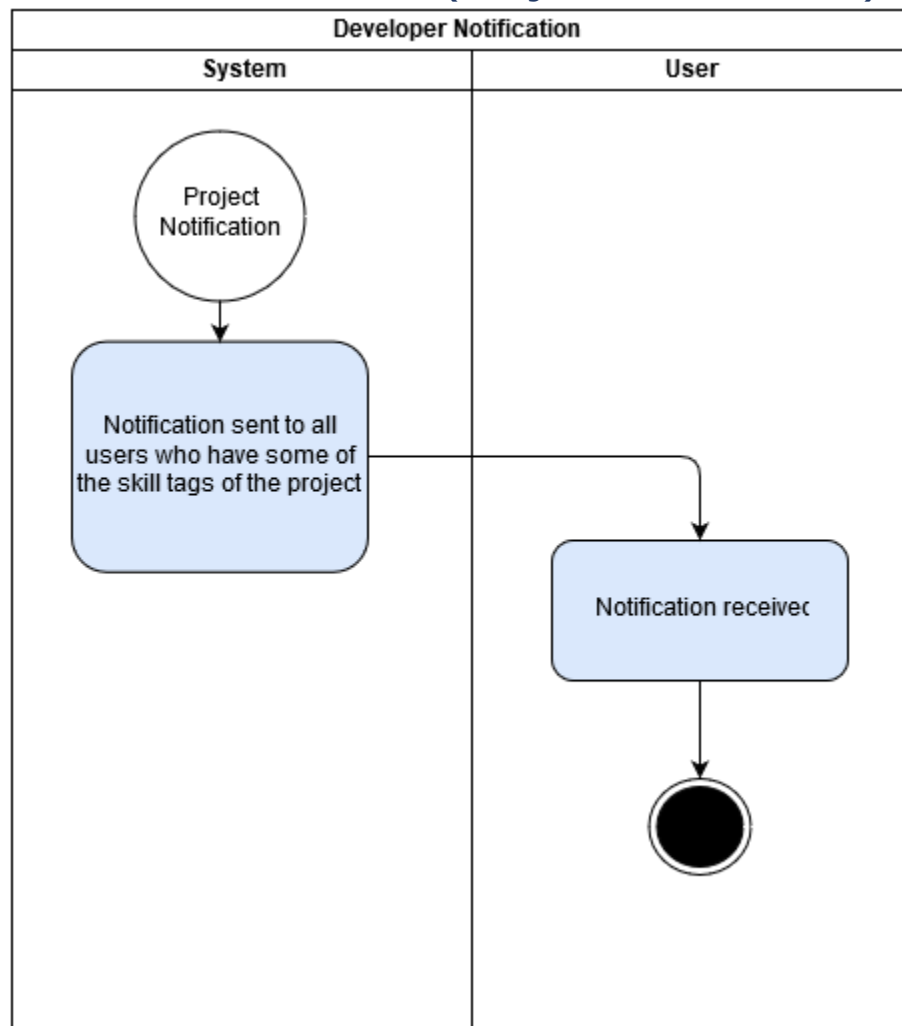 Developer Notification
System
User
Project
Notification
Notification sent to all
users who have some of
the skill tags of the project
Notification received